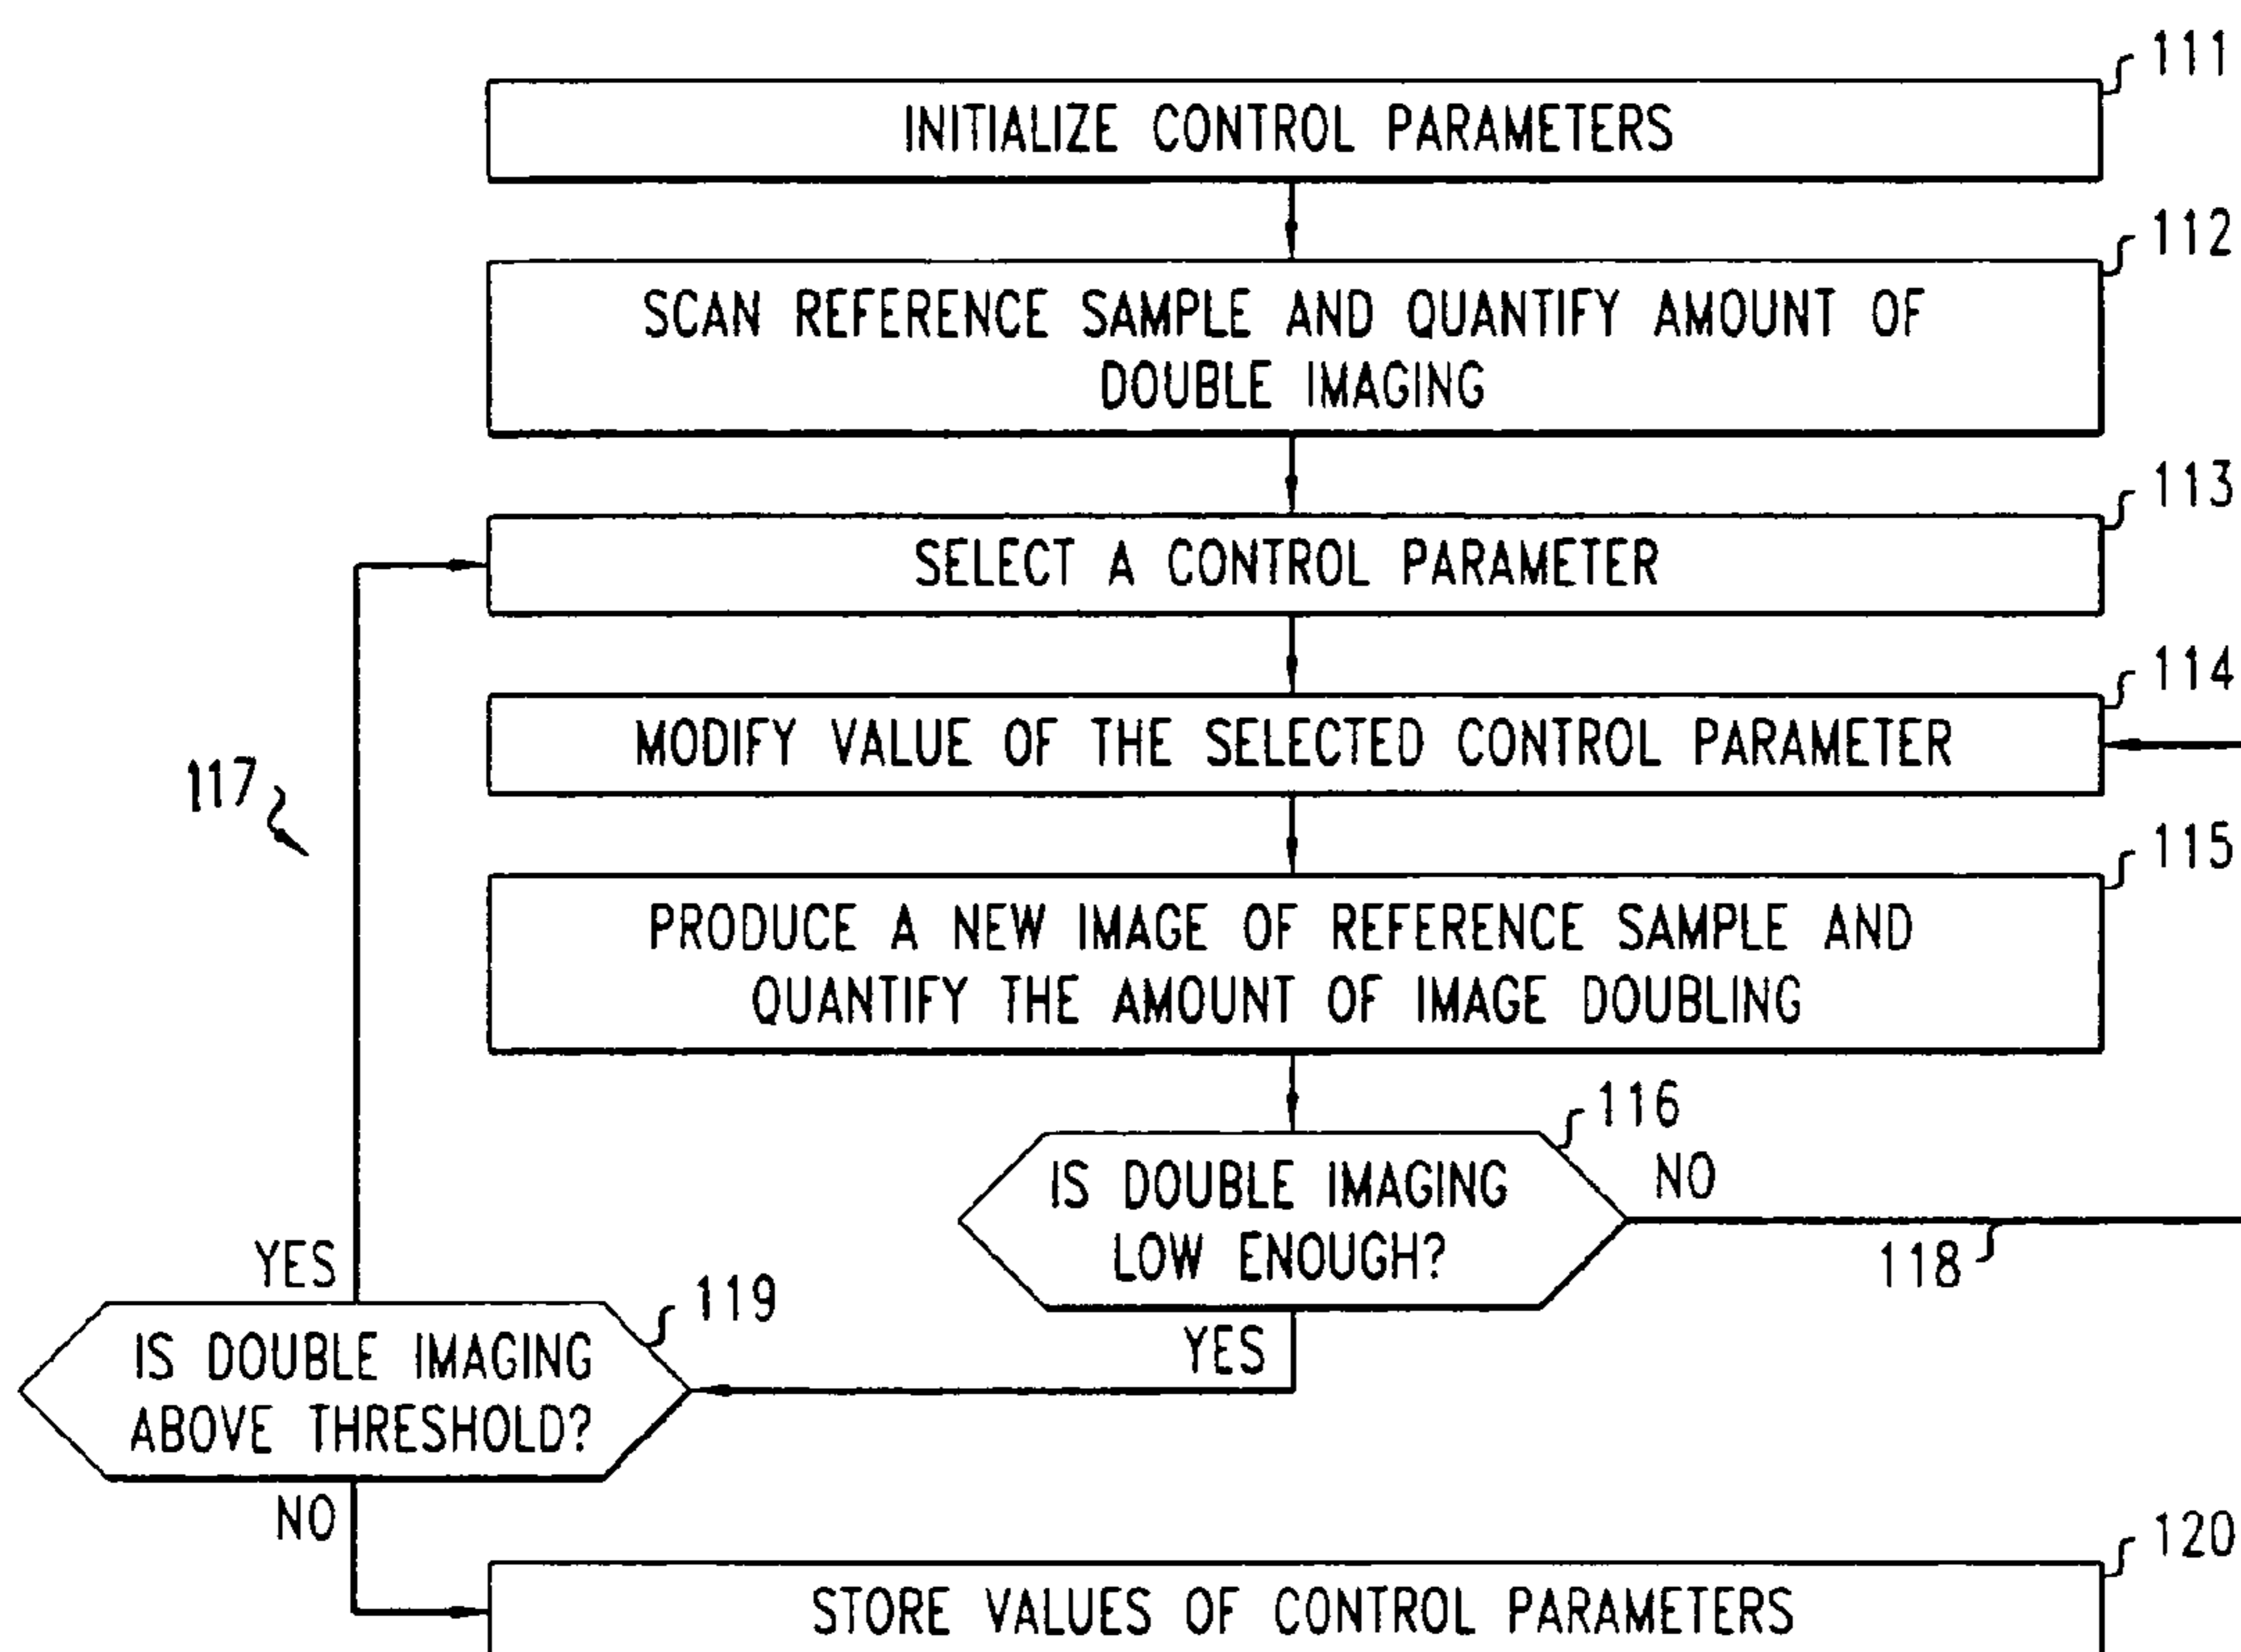 111
INITIALIZE CONTROL PARAMETERS
112
SCAN REFERENCE SAMPLE AND QUANTIFY AMOUNT OF
DOUBLE IMAGING
113
SELECT A CONTROL PARAMETER
114
MODIFY VALUE OF THE SELECTED CONTROL PARAMETER
117
115
PRODUCE A NEW IMAGE OF REFERENCE SAMPLE AND
QUANTIFY THE AMOUNT OF IMAGE DOUBLING
116
IS DOUBLE IMAGING
LOW ENOUGH?
NO
118
YES
YES
119
IS DOUBLE IMAGING
ABOVE THRESHOLD?
NO
120
STORE VALUES OF CONTROL PARAMETERS